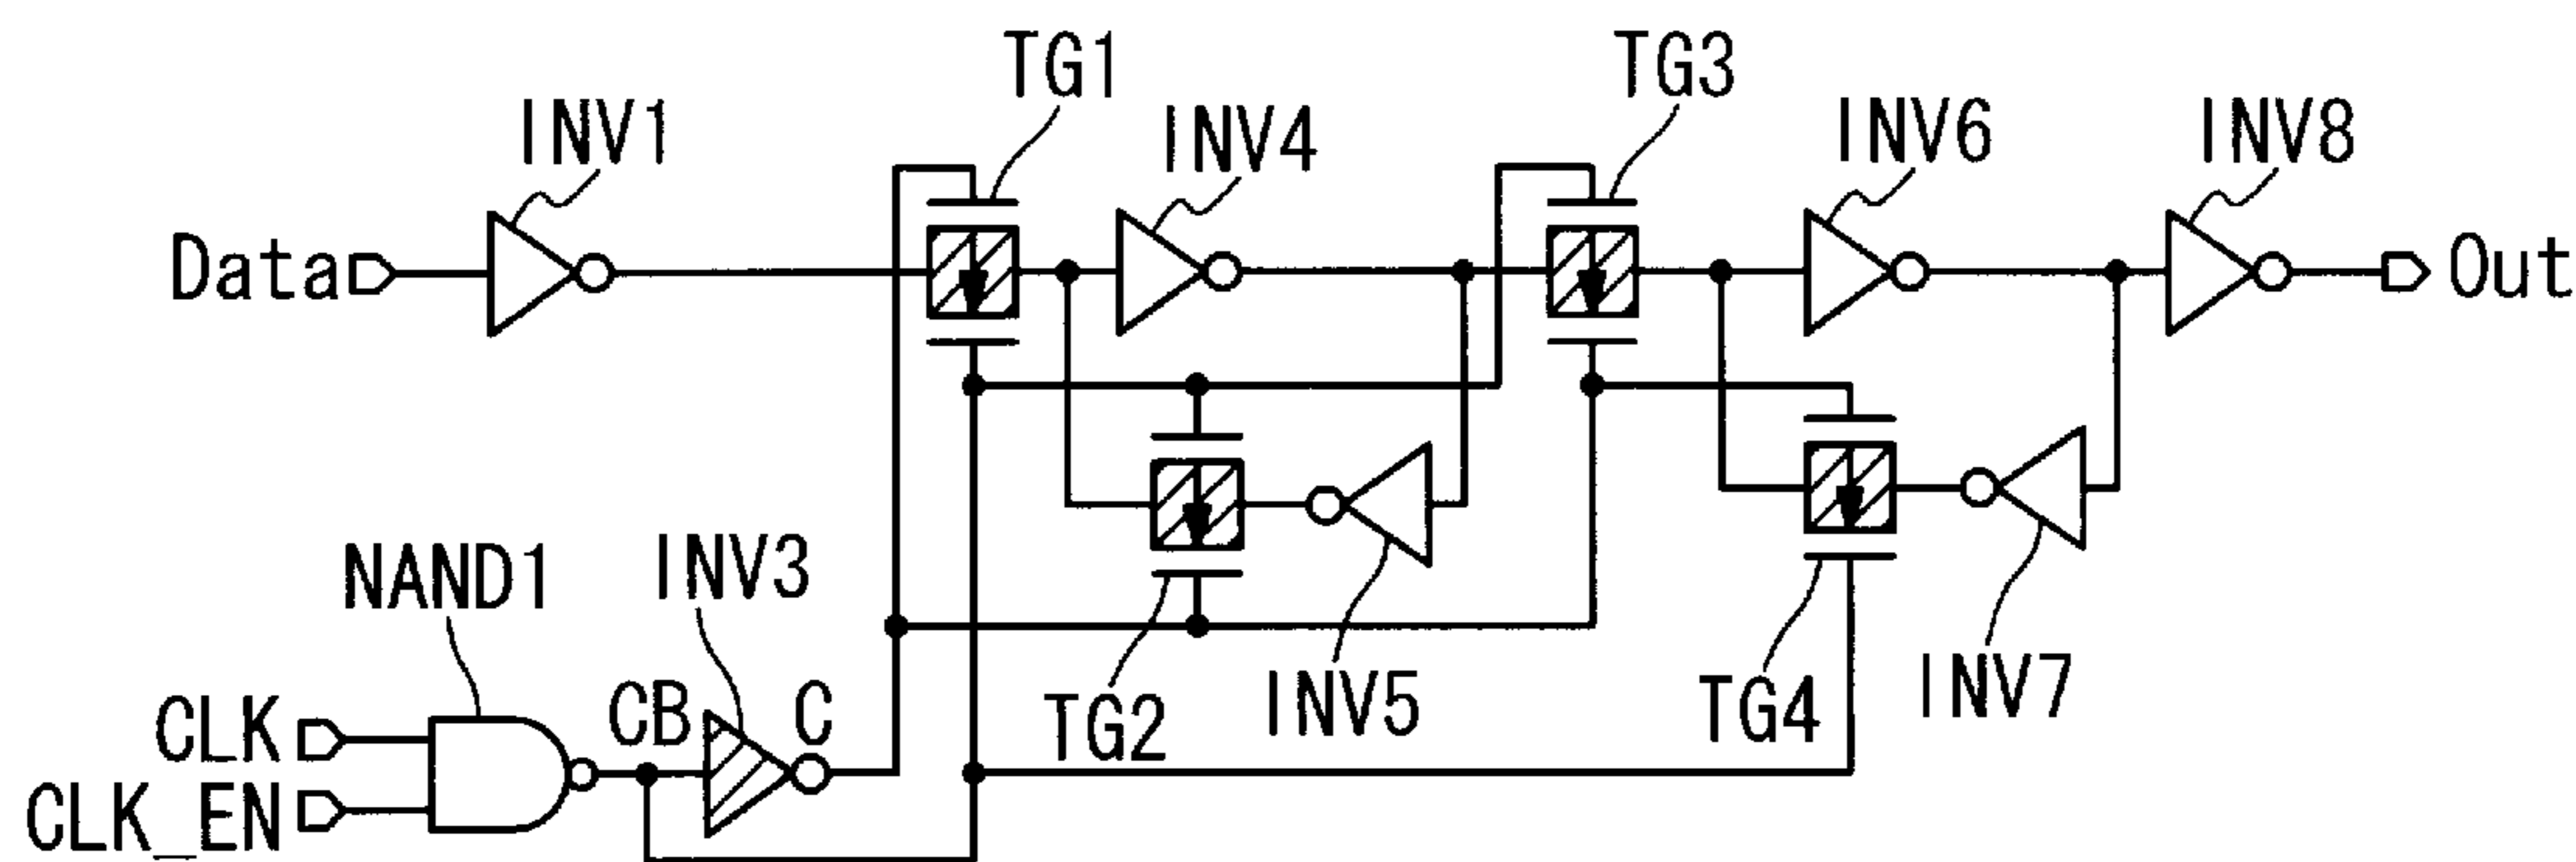 TG1
TG3
INV1
INV4
INV6
INV8
Data
Out
NAND1
INV3
CB
C
TG2
INV5
TG4
INV7
CLK
CLK_EN